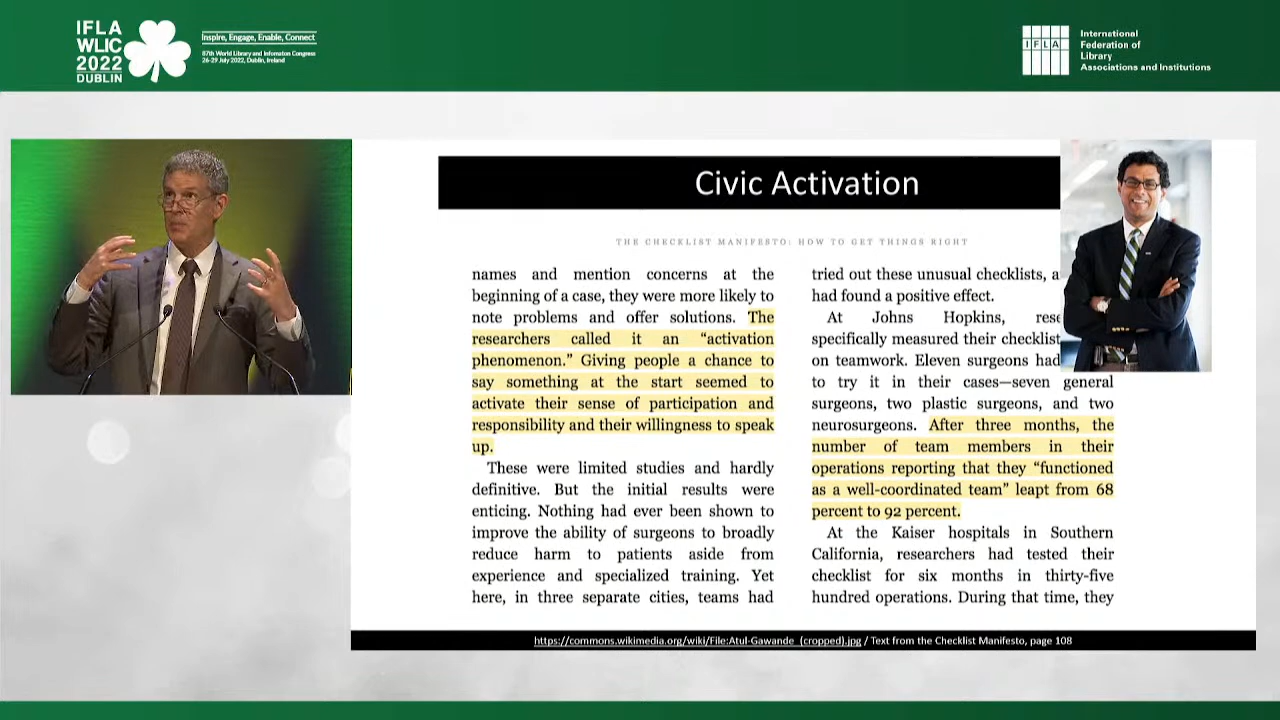 IFLA
WLIC
2022
DUBLIN
Inspire, Engage, Enable, Connect
87th World Library and Infomation Congress
26-29 July 2022, Dublin, Ireland
IFLA
International
Federation of
Library
Associations and Institutions
Civic Activation
THE CHECKLIST MANIFESTO: HOW TO GET THINGS RIGHT
names and mention concerns at the
beginning of a case, they were more likely to
note problems and offer solutions. The
researchers called it an “activation
phenomenon.” Giving people a chance to
say something at the start seemed to
activate their sense of participation and
responsibility and their willingness to speak
up.
These were limited studies and hardly
definitive. But the initial results were
enticing. Nothing had ever been shown to
improve the ability of surgeons to broadly
reduce harm to patients aside from
experience and specialized training. Yet
here, in three separate cities, teams had
tried out these unusual checklists, a
had found a positive effect.
At Johns Hopkins, rese
specifically measured their checklist
on teamwork. Eleven surgeons had
to try it in their cases—seven general
surgeons, two plastic surgeons, and two
neurosurgeons. After three months, the
number of team members in their
operations reporting that they “functioned
as a well-coordinated team” leapt from 68
percent to 92 percent.
At the Kaiser hospitals in Southern
California, researchers had tested their
checklist for six months in thirty-five
hundred operations. During that time, they
https://commons.wikimedia.org/wiki/File:Atul-Gawande_(cropped).jpg / Text from the Checklist Manifesto, page 108